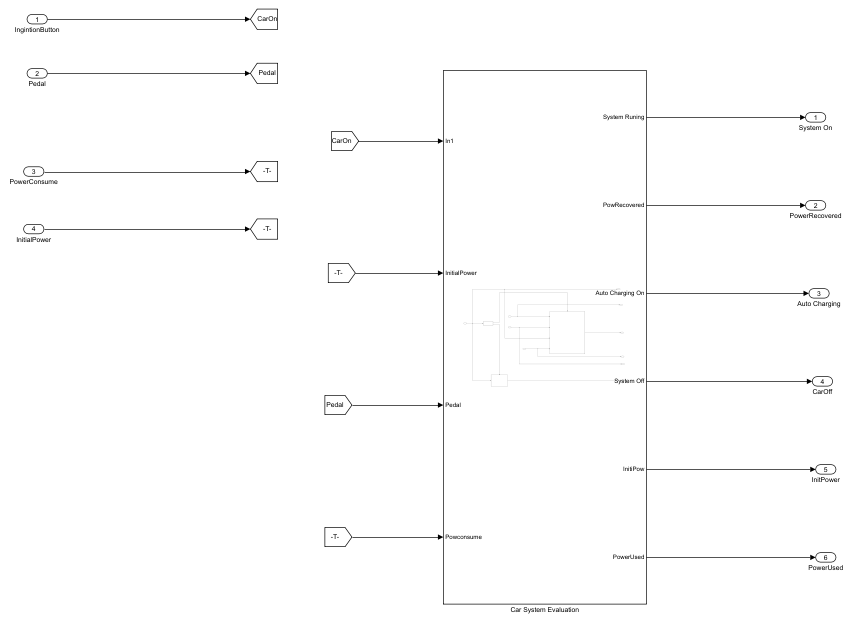 1
CarOn
IngintionButton
2
Pedal
Pedal
3
-T-
PowerConsume
4
-T-
InitialPower
CarOn
In1
-T-
InitialPower
Pedal
Pedal
-T-
Powconsume
System Runing
1
System On
PowRecovered
2
PowerRecovered
Auto Charging On
3
Auto Charging
System Off
4
CarOff
InitiPow
5
InitPower
PowerUsed
6
PowerUsed
Car System Evaluation